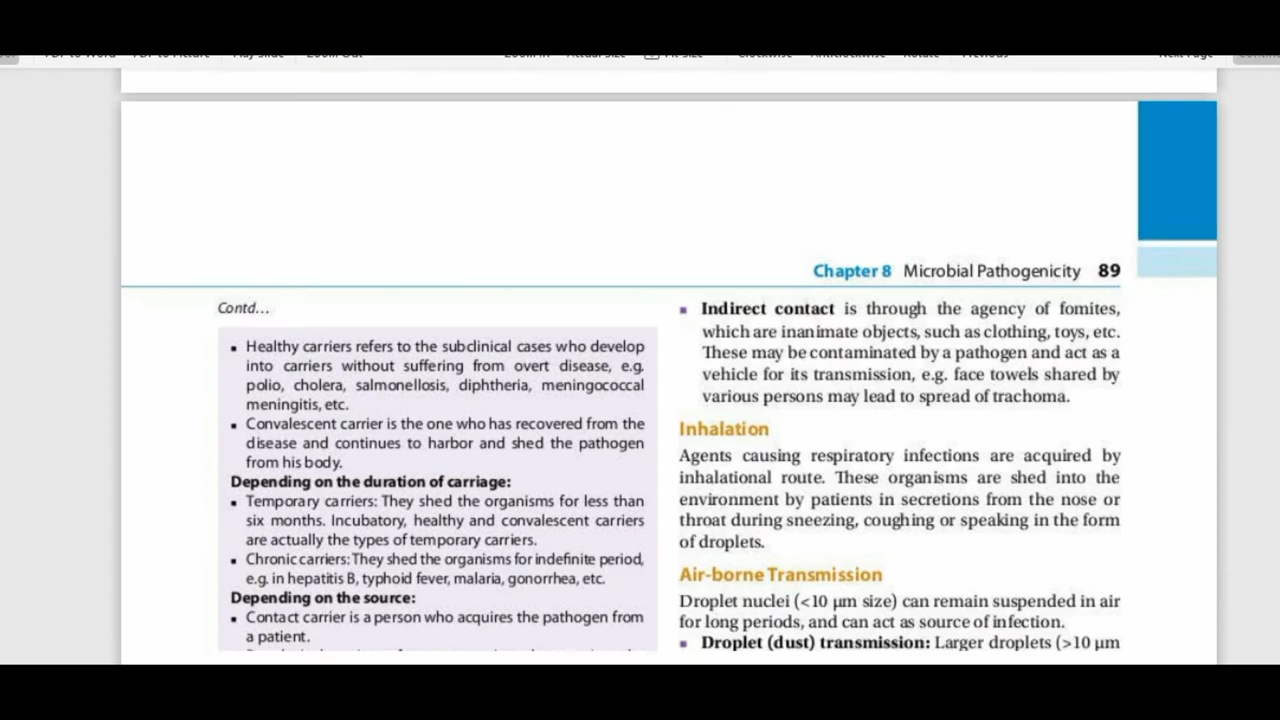 Chapter 8 Microbial Pathogenicity 89
Contd...
▪ Healthy carriers refers to the subclinical cases who develop
into carriers without suffering from overt disease, e.g.
polio, cholera, salmonellosis, diphtheria, meningococcal
meningitis, etc.
▪ Convalescent carrier is the one who has recovered from the
disease and continues to harbor and shed the pathogen
from his body.
Depending on the duration of carriage:
▪ Temporary carriers: They shed the organisms for less than
six months. Incubatory, healthy and convalescent carriers
are actually the types of temporary carriers.
▪ Chronic carriers: They shed the organisms for indefinite period,
e.g. in hepatitis B, typhoid fever, malaria, gonorrhea, etc.
Depending on the source:
▪ Contact carrier is a person who acquires the pathogen from
a patient.
▪ Indirect contact is through the agency of fomites,
which are inanimate objects, such as clothing, toys, etc.
These may be contaminated by a pathogen and act as a
vehicle for its transmission, e.g. face towels shared by
various persons may lead to spread of trachoma.
Inhalation
Agents causing respiratory infections are acquired by
inhalational route. These organisms are shed into the
environment by patients in secretions from the nose or
throat during sneezing, coughing or speaking in the form
of droplets.
Air-borne Transmission
Droplet nuclei (<10 µm size) can remain suspended in air
for long periods, and can act as source of infection.
▪ Droplet (dust) transmission: Larger droplets (>10 µm